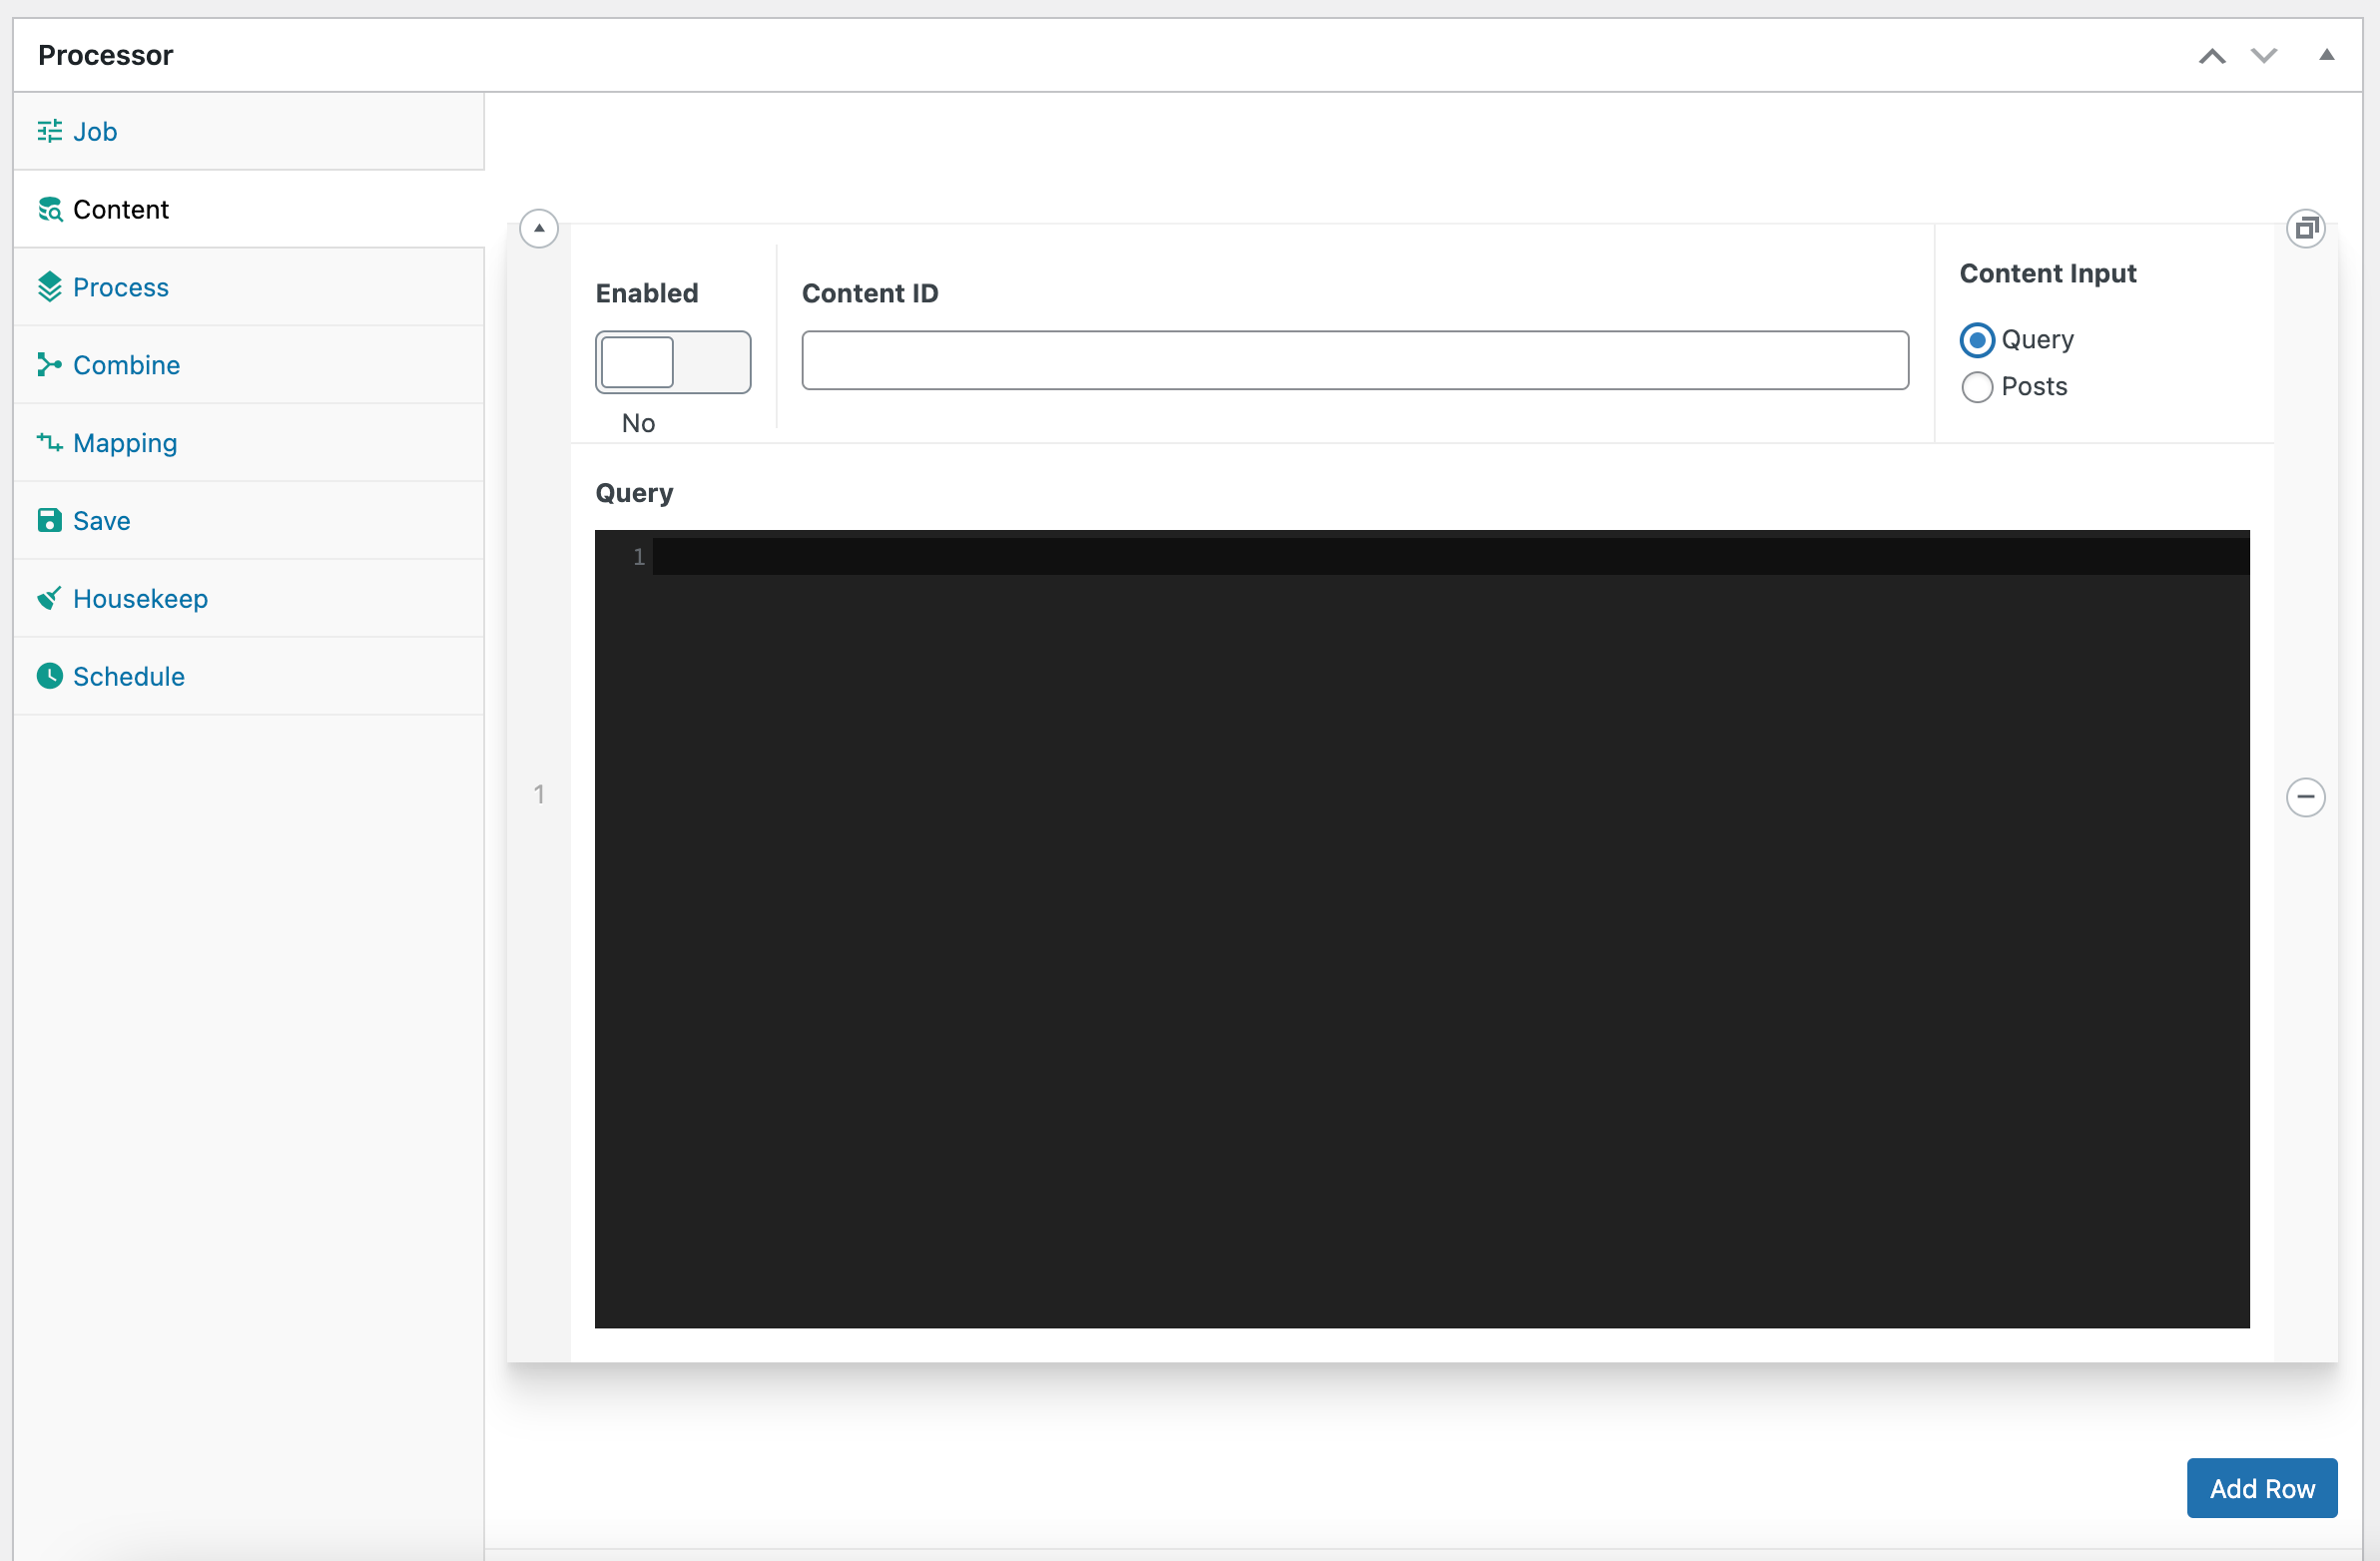 Processor
Job
Content
Process
Combine
Mapping
Save
Housekeep
Schedule
Enabled
No
Content ID
Content Input
Query
Posts
Query
1
1
Add Row